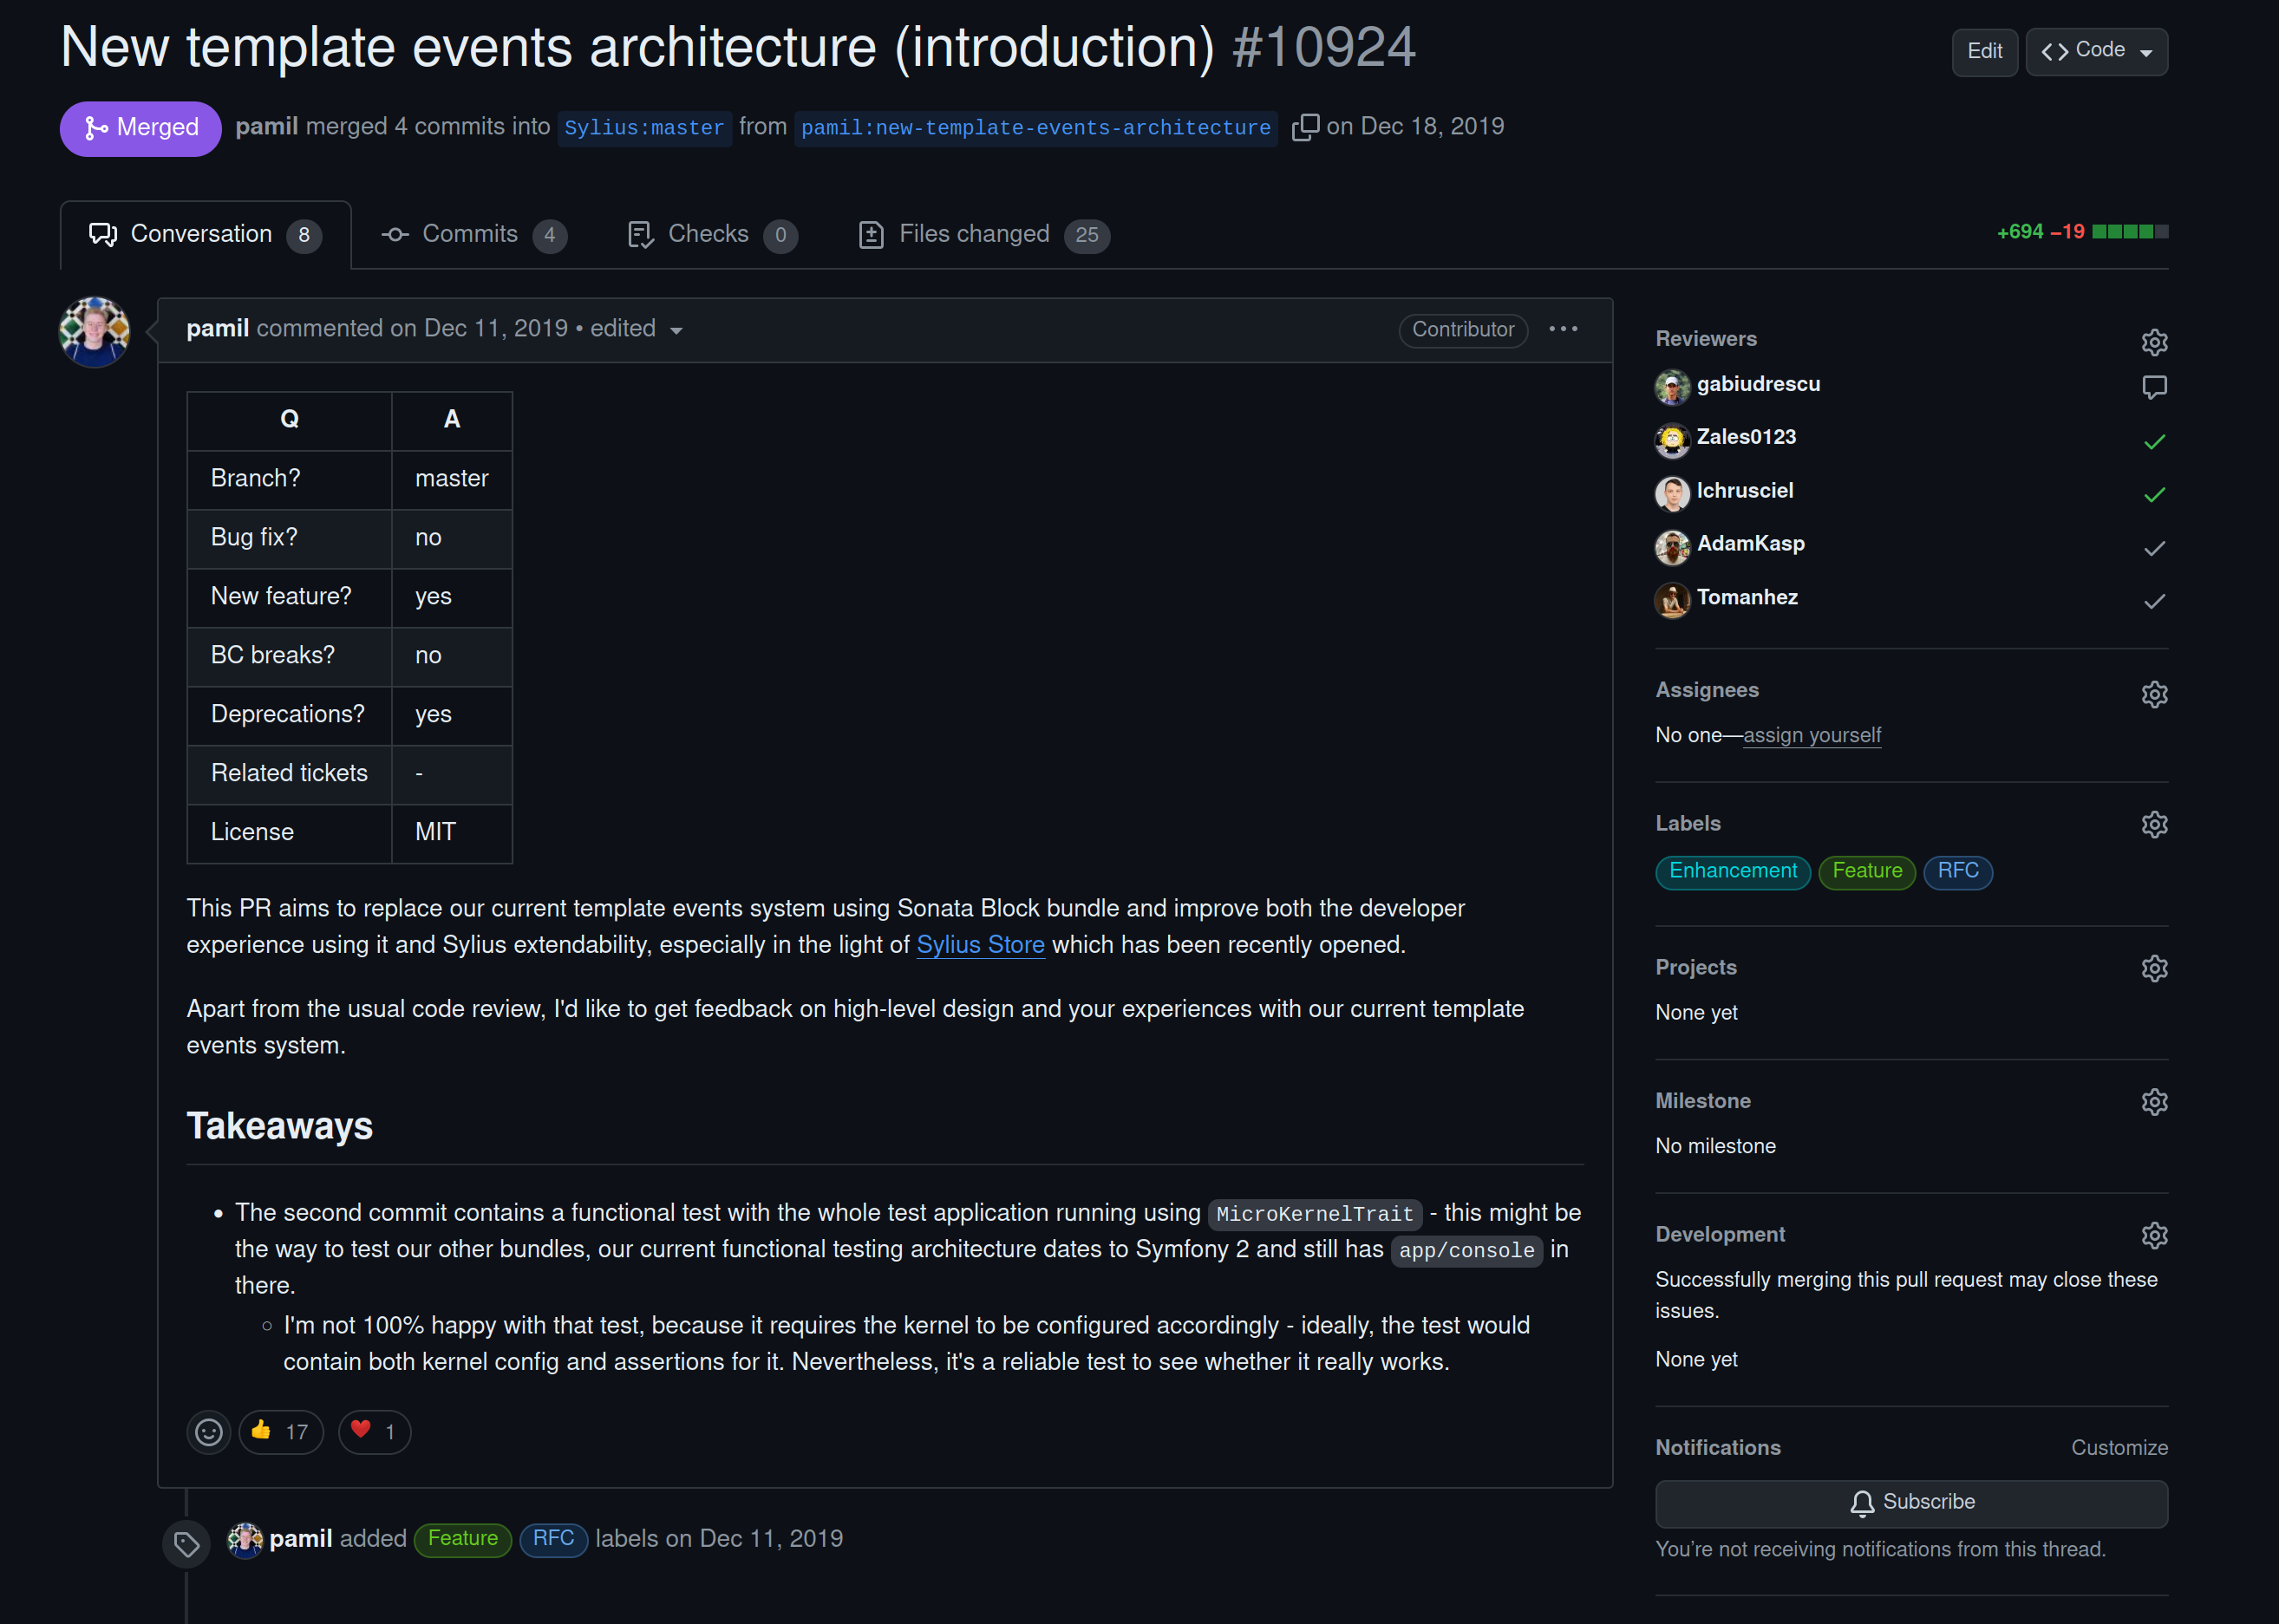 New template events architecture (introduction) #10924
Edit
Code
Merged
pamil merged 4 commits into Sylius:master from pamil:new-template-events-architecture on Dec 18, 2019
Conversation 8
Commits 4
Checks 0
Files changed 25
+694 −19
pamil commented on Dec 11, 2019 • edited
Contributor
Q A
Branch? master
Bug fix? no
New feature? yes
BC breaks? no
Deprecations? yes
Related tickets -
License MIT
This PR aims to replace our current template events system using Sonata Block bundle and improve both the developer
experience using it and Sylius extendability, especially in the light of Sylius Store which has been recently opened.
Apart from the usual code review, I'd like to get feedback on high-level design and your experiences with our current template
events system.
Takeaways
• The second commit contains a functional test with the whole test application running using MicroKernelTrait - this might be
the way to test our other bundles, our current functional testing architecture dates to Symfony 2 and still has app/console in
there.
◦ I'm not 100% happy with that test, because it requires the kernel to be configured accordingly - ideally, the test would
contain both kernel config and assertions for it. Nevertheless, it's a reliable test to see whether it really works.
👍 17 ❤️ 1
pamil added Feature RFC labels on Dec 11, 2019
Reviewers
gabiudrescu
Zales0123
lchrusciel
AdamKasp
Tomanhez
Assignees
No one—assign yourself
Labels
Enhancement Feature RFC
Projects
None yet
Milestone
No milestone
Development
Successfully merging this pull request may close these
issues.
None yet
Notifications
Customize
Subscribe
You're not receiving notifications from this thread.